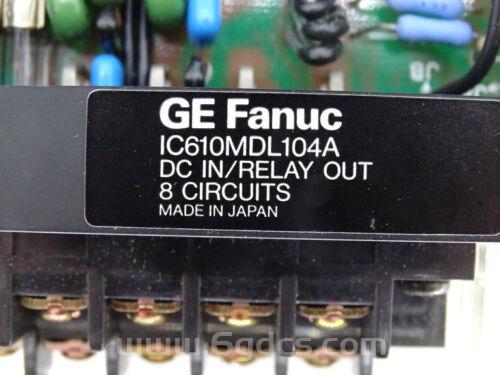 GE Fanuc
IC610MDL104A
DC IN/RELAY OUT
8 CIRCUITS
MADE IN JAPAN
www.6gdcs.com